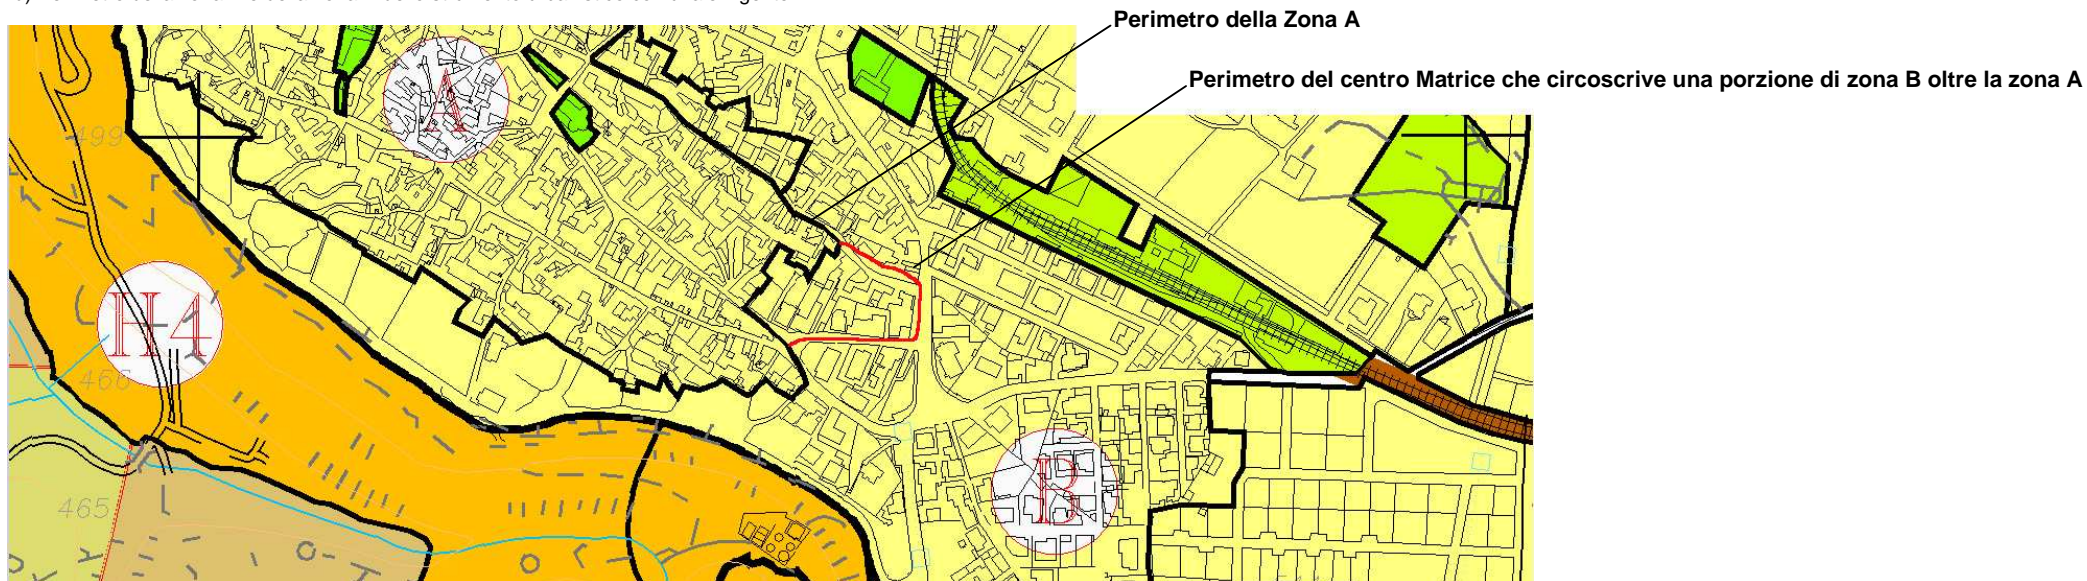 Perimetro della Zona A
Perimetro del centro Matrice che circoscrive una porzione di zona B oltre la zona A
A
499
H4
466
B
465